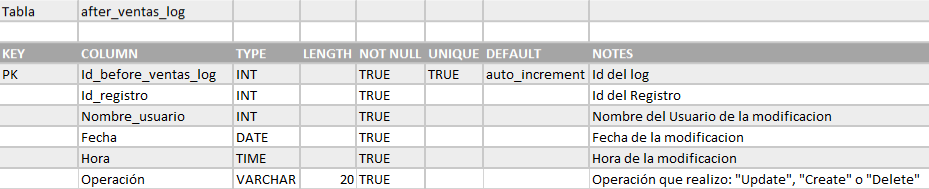 Tabla after_ventas_log
KEY COLUMN TYPE LENGTH NOT NULL UNIQUE DEFAULT NOTES
PK Id_before_ventas_log INT TRUE TRUE auto_increment Id del log
Id_registro INT TRUE Id del Registro
Nombre_usuario INT TRUE Nombre del Usuario de la modificacion
Fecha DATE TRUE Fecha de la modificacion
Hora TIME TRUE Hora de la modificacion
Operación VARCHAR 20 TRUE Operación que realizo: "Update", "Create" o "Delete"